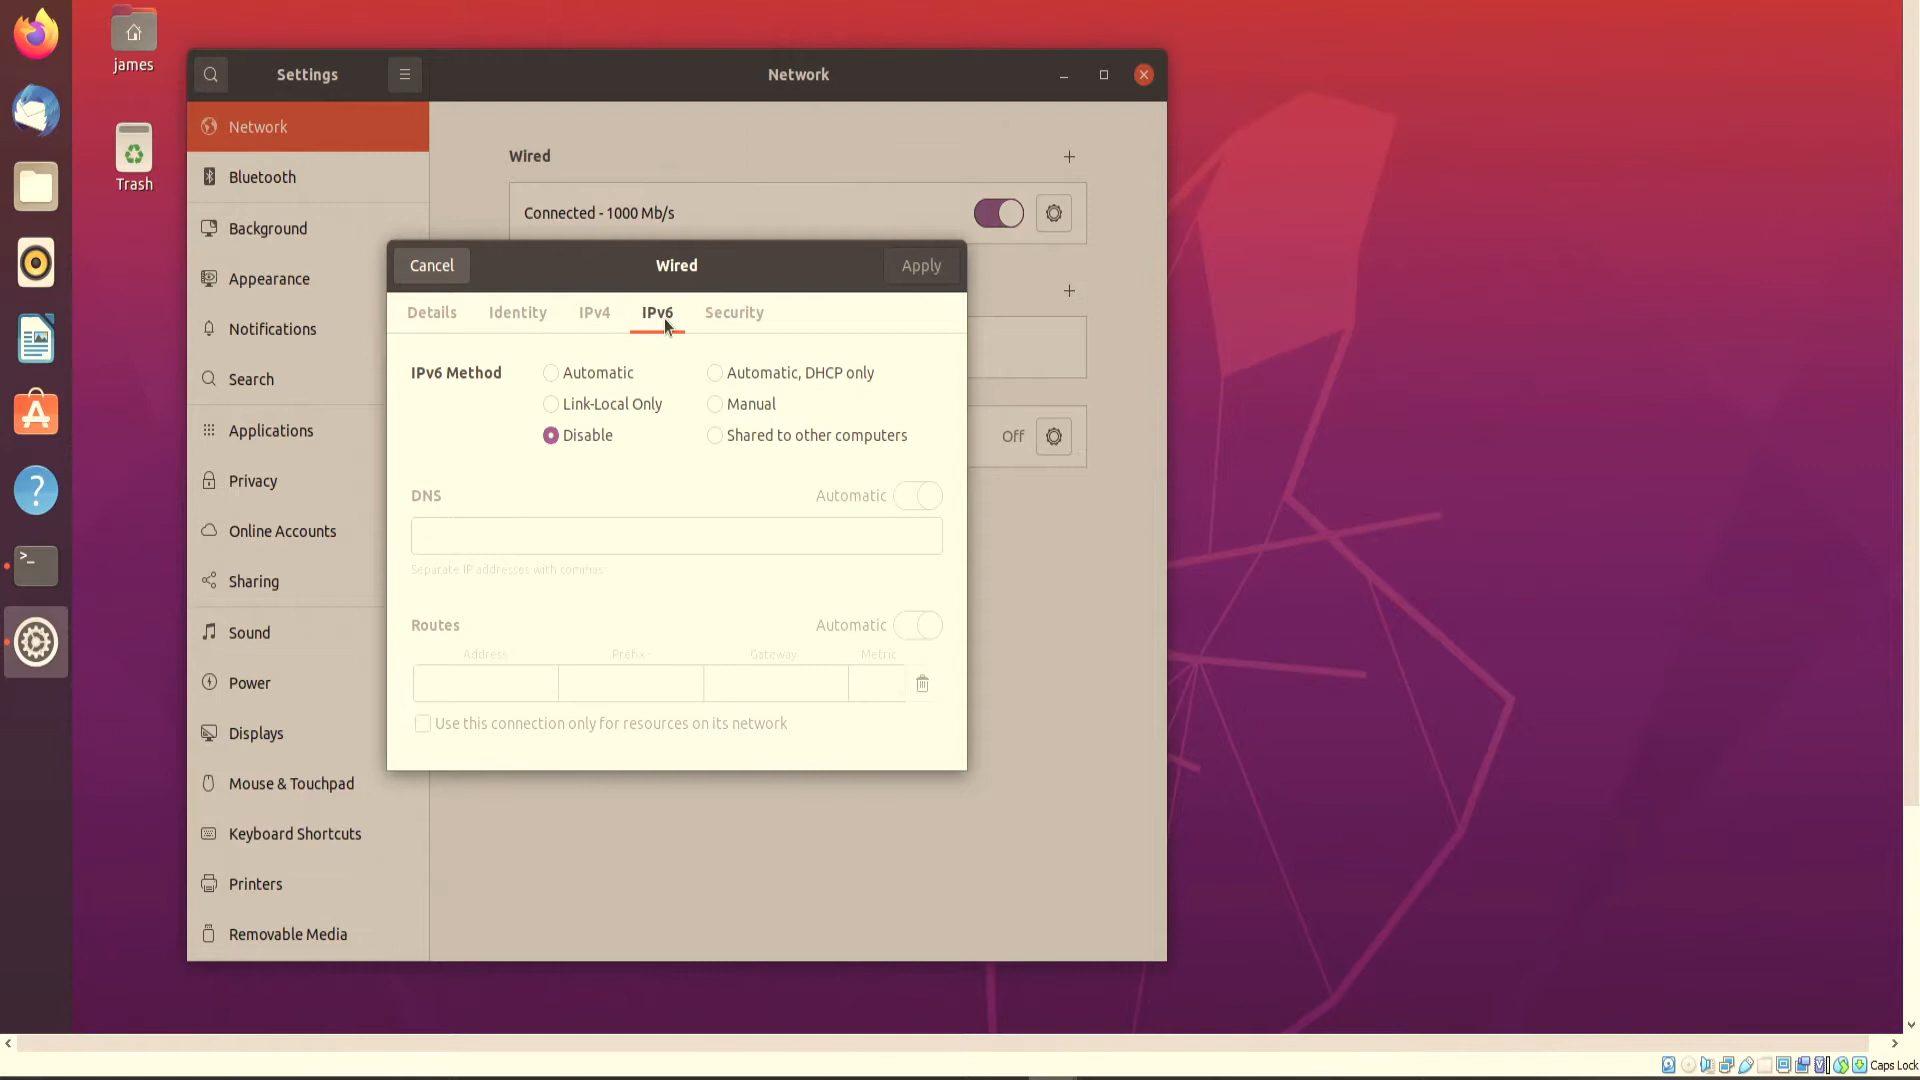 james
Trash
Settings
Network
Network
Bluetooth
Background
Appearance
Notifications
Search
Applications
Privacy
Online Accounts
Sharing
Sound
Power
Displays
Mouse & Touchpad
Keyboard Shortcuts
Printers
Removable Media
Wired
Connected - 1000 Mb/s
Off
Cancel
Wired
Apply
Details
Identity
IPv4
IPv6
Security
IPv6 Method
Automatic
Automatic, DHCP only
Link-Local Only
Manual
Disable
Shared to other computers
DNS
Automatic
Separate IP addresses with commas
Routes
Automatic
Address
Prefix
Gateway
Metric
Use this connection only for resources on its network
Caps Lock